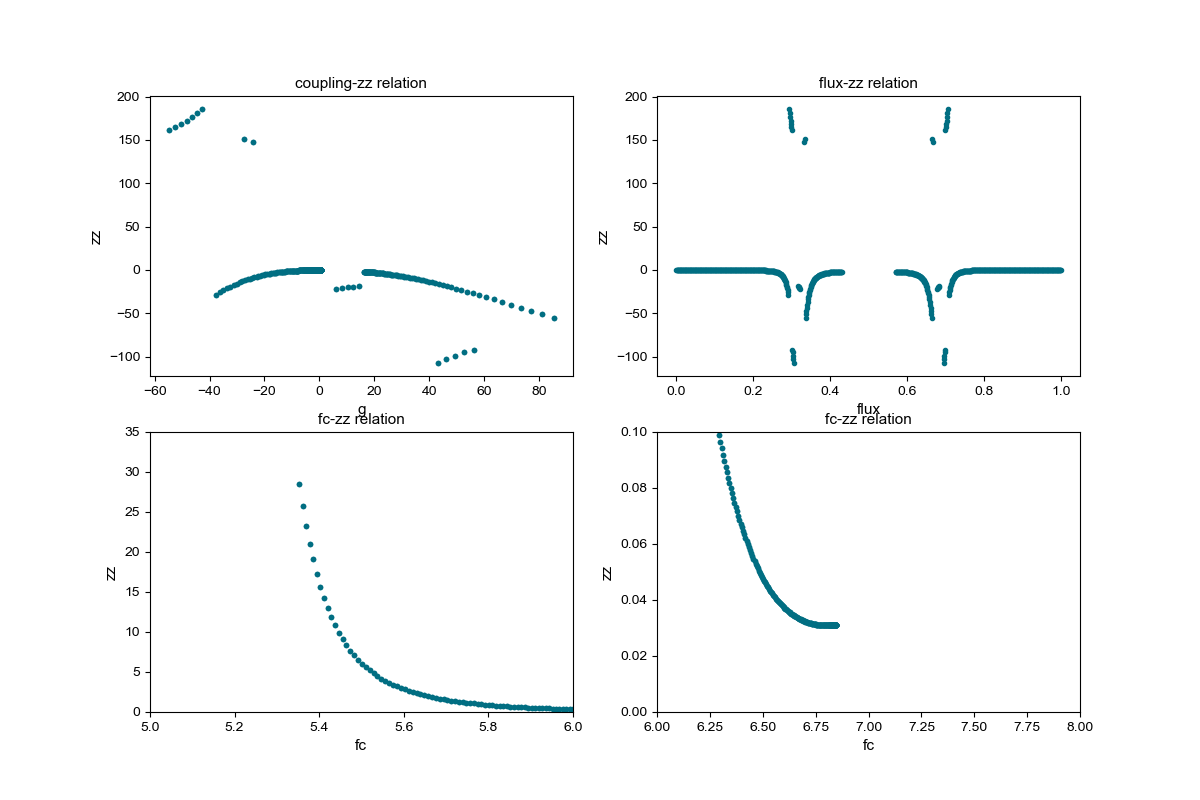 coupling-zz relation
200
150
100
50
0
−50
−100
zz
−60 −40 −20 0 20 40 60 80
g
flux-zz relation
200
150
100
50
0
−50
−100
zz
0.0 0.2 0.4 0.6 0.8 1.0
flux
fc-zz relation
35
30
25
20
15
10
5
0
zz
5.0 5.2 5.4 5.6 5.8 6.0
fc
fc-zz relation
0.10
0.08
0.06
0.04
0.02
0.00
zz
6.00 6.25 6.50 6.75 7.00 7.25 7.50 7.75 8.00
fc